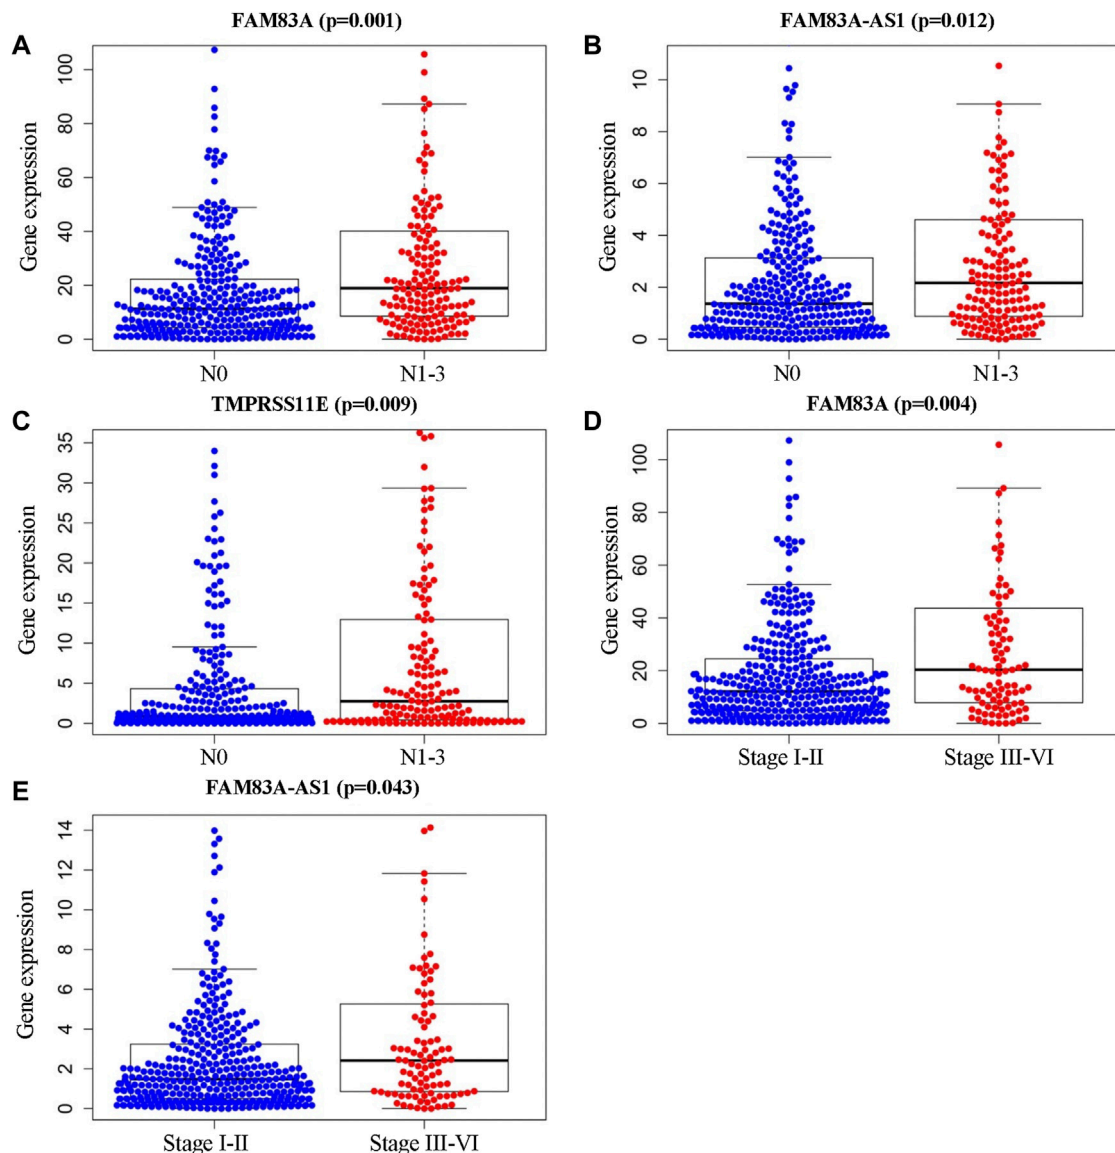 A
FAM83A (p=0.001)
Gene expression
0
20
40
60
80
100
N0
N1-3
B
FAM83A-AS1 (p=0.012)
Gene expression
0
2
4
6
8
10
N0
N1-3
C
TMPRSS11E (p=0.009)
Gene expression
0
5
10
15
20
25
30
35
N0
N1-3
D
FAM83A (p=0.004)
Gene expression
0
20
40
60
80
100
Stage I-II
Stage III-VI
E
FAM83A-AS1 (p=0.043)
Gene expression
0
2
4
6
8
10
12
14
Stage I-II
Stage III-VI